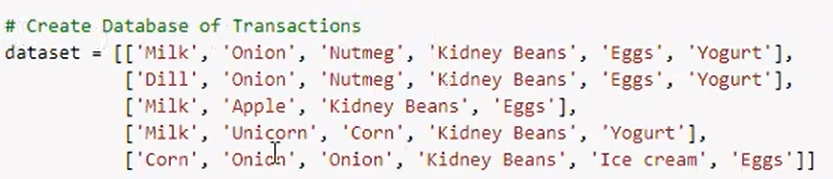 # Create Database of Transactions
dataset = [['Milk', 'Onion', 'Nutmeg', 'Kidney Beans', 'Eggs', 'Yogurt'],
['Dill', 'Onion', 'Nutmeg', 'Kidney Beans', 'Eggs', 'Yogurt'],
['Milk', 'Apple', 'Kidney Beans', 'Eggs'],
['Milk', 'Unicorn', 'Corn', 'Kidney Beans', 'Yogurt'],
['Corn', 'Onion', 'Onion', 'Kidney Beans', 'Ice cream', 'Eggs']]